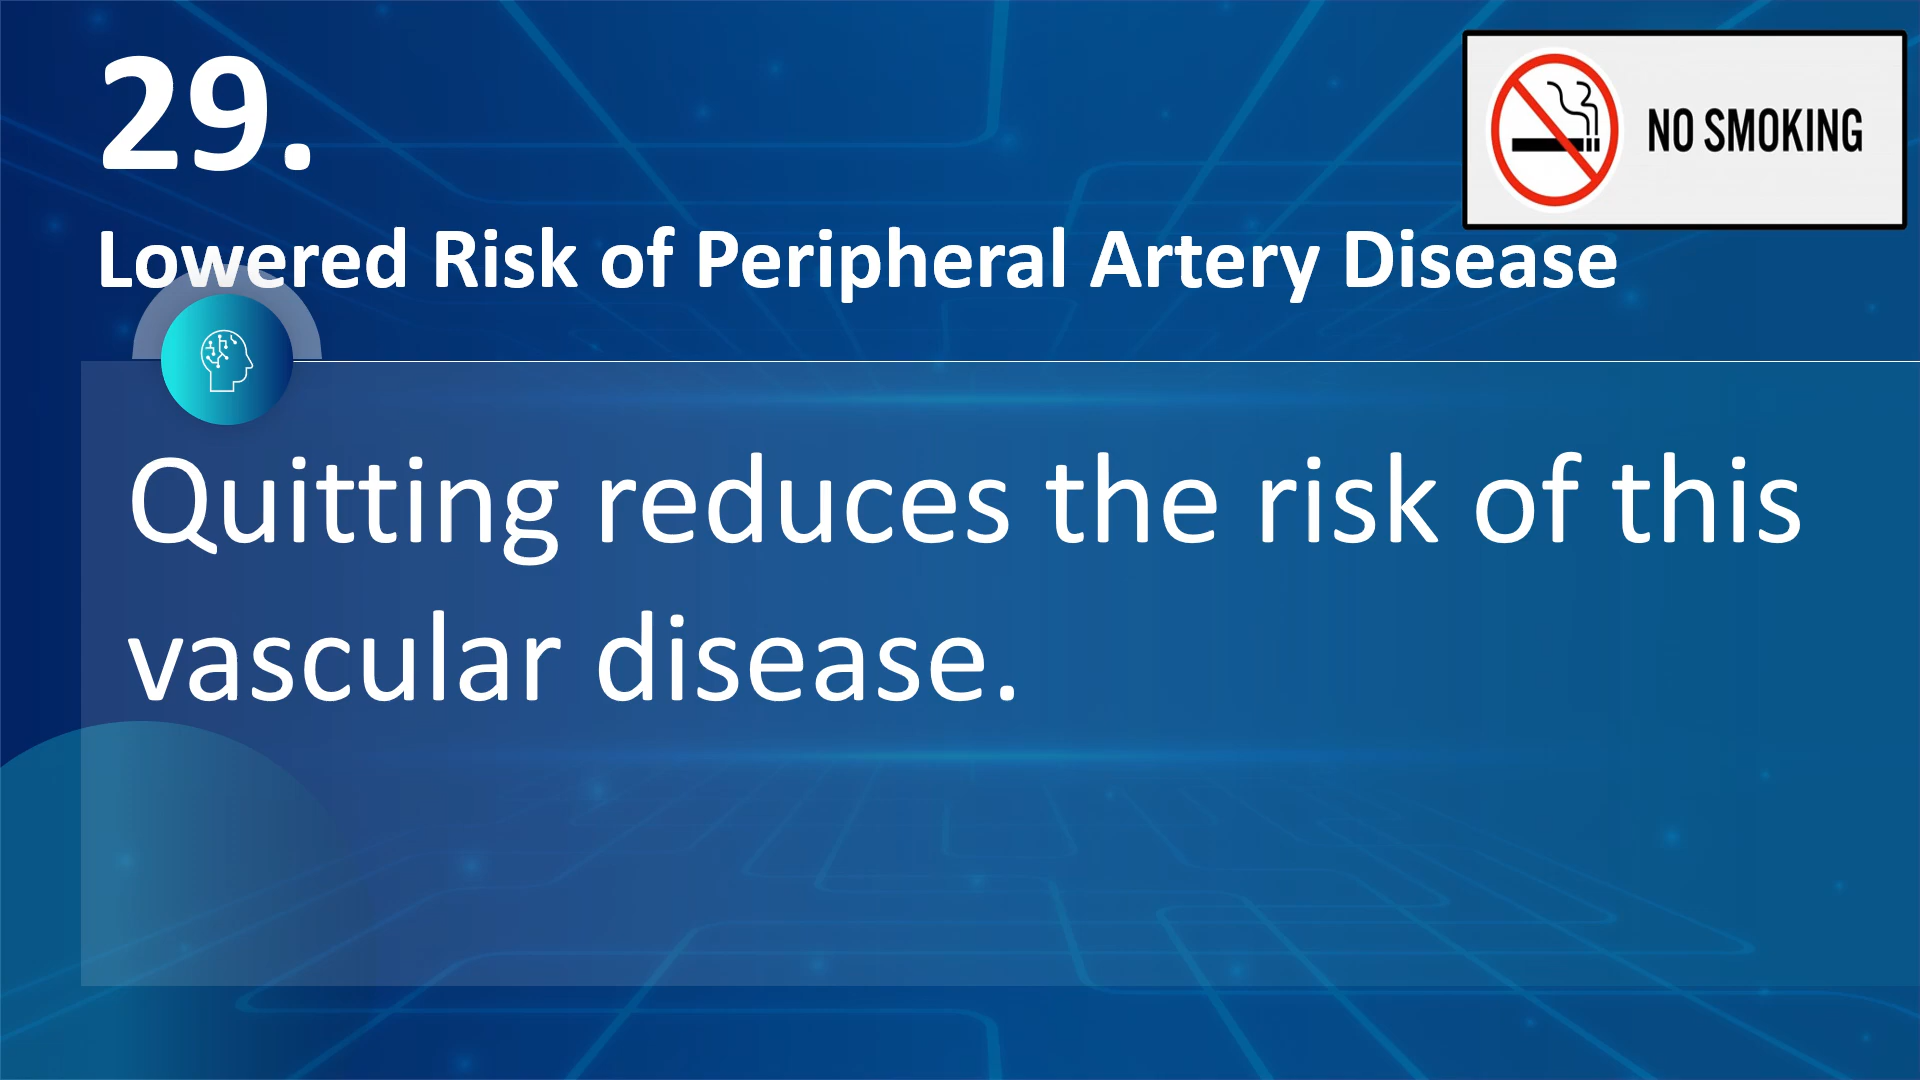 29.
NO SMOKING
Lowered Risk of Peripheral Artery Disease
Quitting reduces the risk of this
vascular disease.